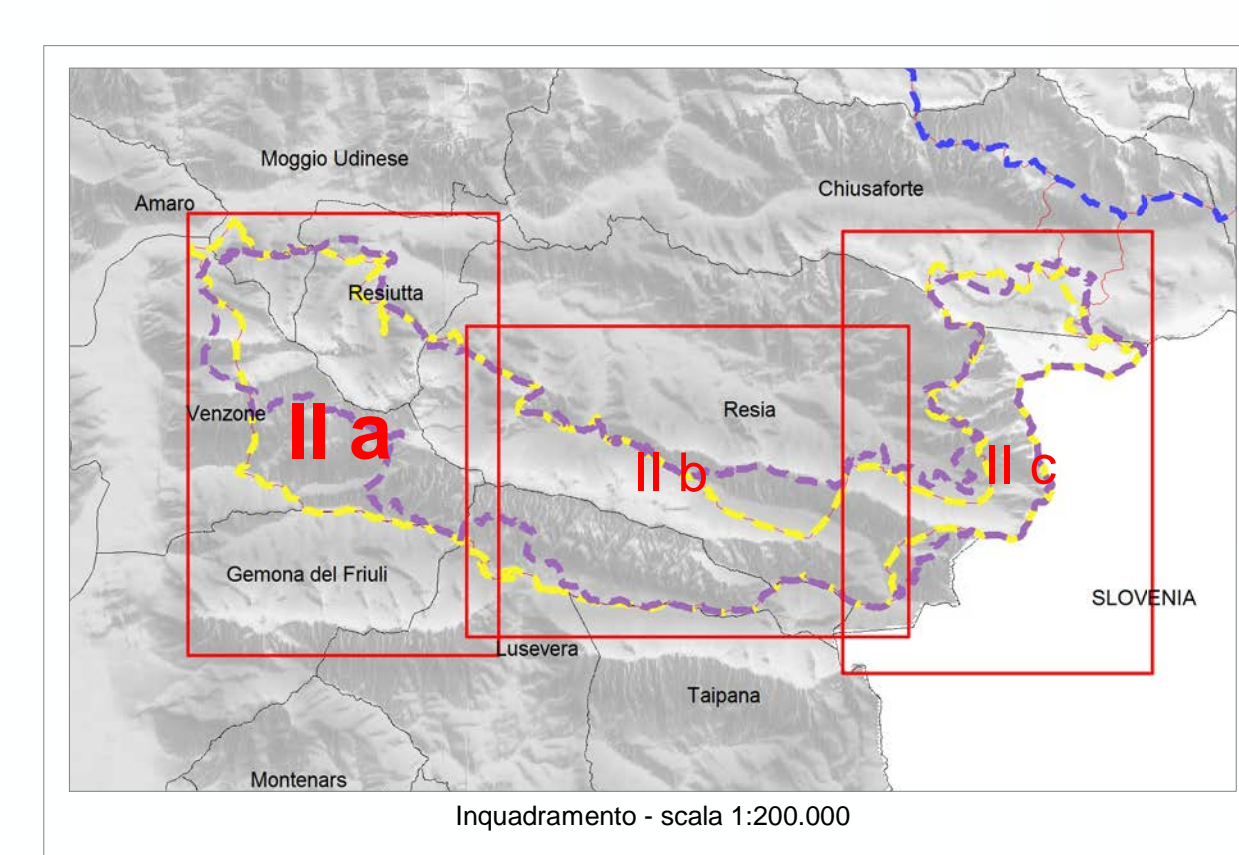 Moggio Udinese
Chiusaforte
Amaro
Resiutta
Venzone
II a
Resia
II b
II c
Gemona del Friuli
SLOVENIA
Lusevera
Taipana
Montenars
Inquadramento - scala 1:200.000